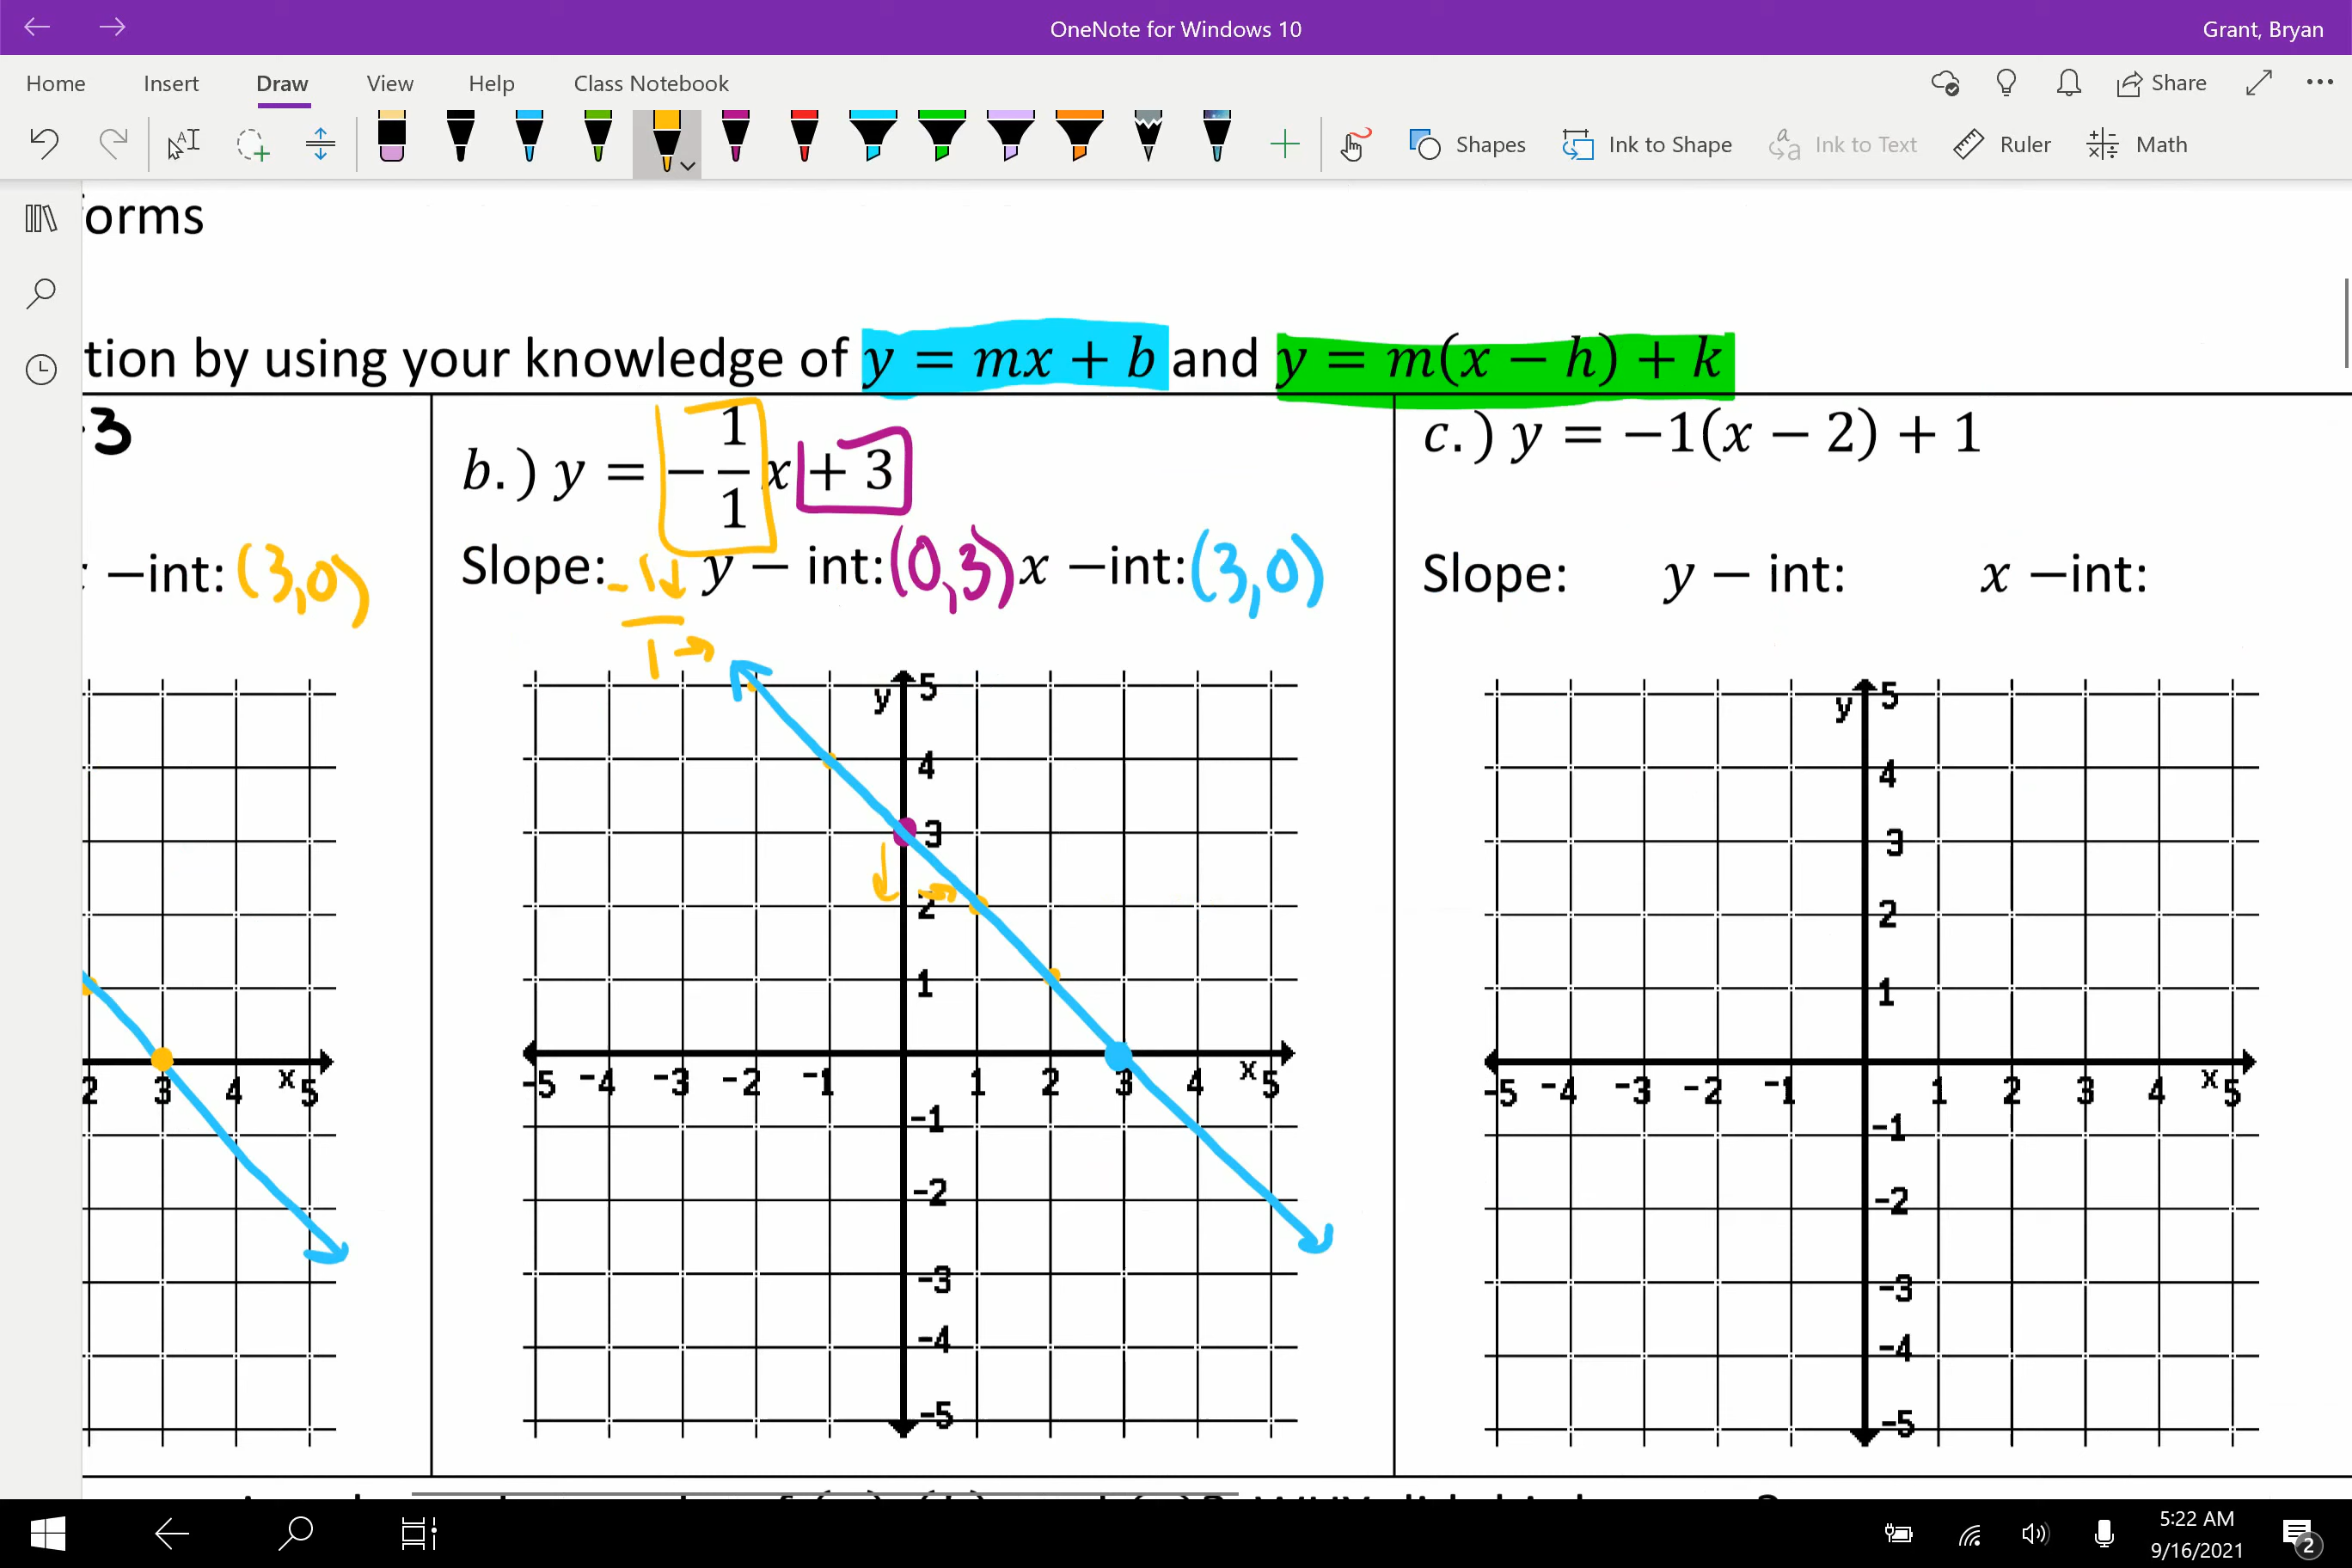 OneNote for Windows 10
Grant, Bryan
Home Insert Draw View Help Class Notebook
Share
Shapes Ink to Shape Ink to Text Ruler Math
orms
tion by using your knowledge of y = mx + b and y = m(x − h) + k
3
b.) y = − 1/1 x + 3
c.) y = −1(x − 2) + 1
−int: (3,0)
Slope: -1↓/1→ y − int: (0,3) x −int: (3,0)
Slope: y − int: x −int:
2 3 4 x 5
y 5
4
3
2
1
-5 -4 -3 -2 -1 1 2 3 4 x 5
-1
-2
-3
-4
-5
y 5
4
3
2
1
-5 -4 -3 -2 -1 1 2 3 4 x 5
-1
-2
-3
-4
-5
5:22 AM
9/16/2021
2